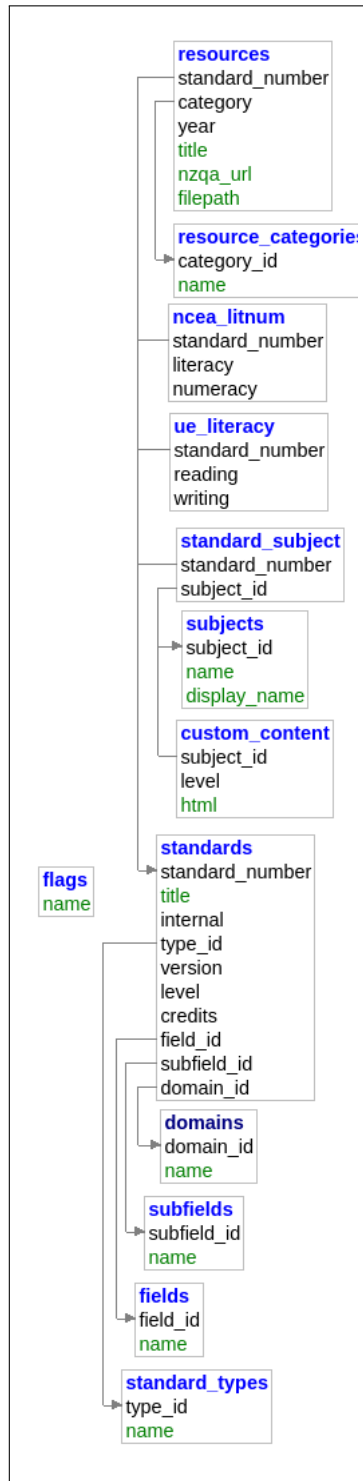 resources
standard_number
category
year
title
nzqa_url
filepath
resource_categories
category_id
name
ncea_litnum
standard_number
literacy
numeracy
ue_literacy
standard_number
reading
writing
standard_subject
standard_number
subject_id
subjects
subject_id
name
display_name
custom_content
subject_id
level
html
standards
standard_number
title
internal
type_id
version
level
credits
field_id
subfield_id
domain_id
flags
name
domains
domain_id
name
subfields
subfield_id
name
fields
field_id
name
standard_types
type_id
name